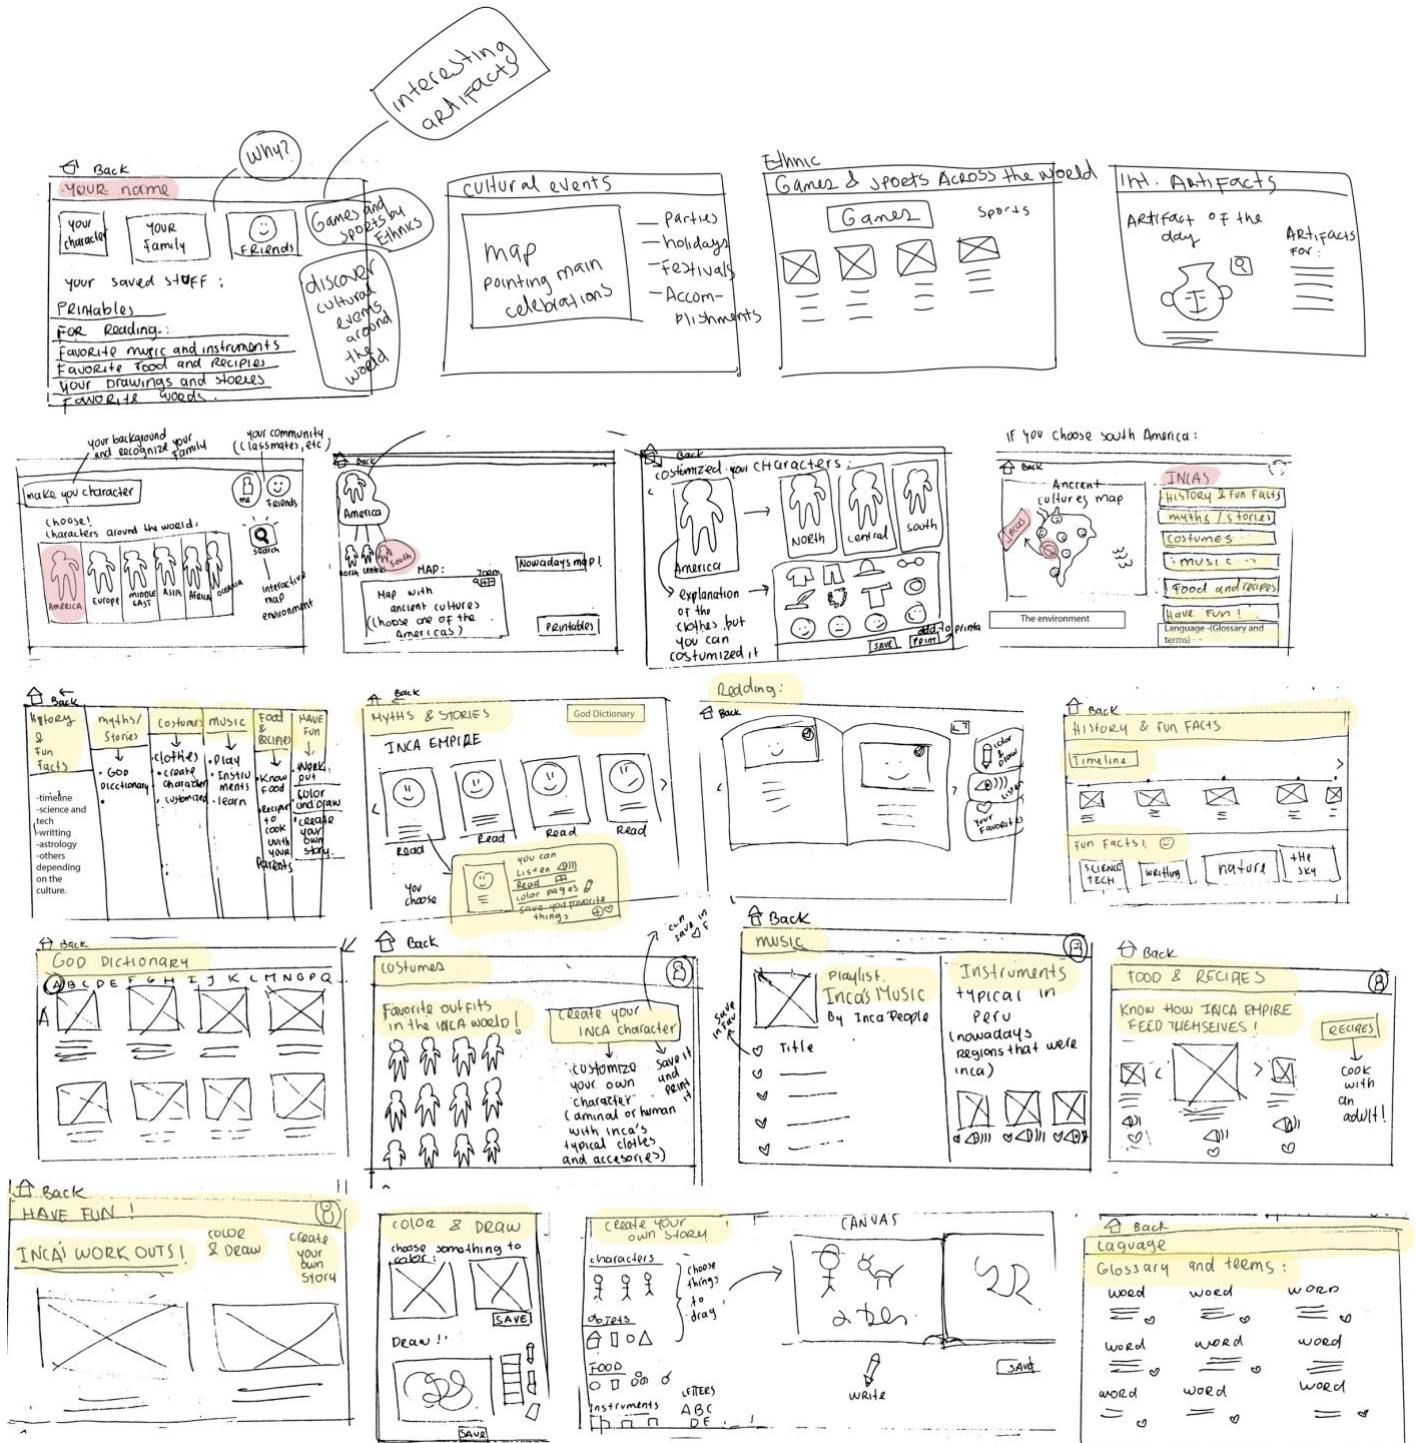 interesting
ARTIFACTS
Why?
Back
YOUR name
your
character
YOUR
Family
FRiends
Games and
sports by
Ethnics
your saved stuff :
PRintables
FOR Reading.:
Favorite music and instruments
Favorite Food and Recipies
Your Drawings and stories
Favorite words.
discover
cultural
events
around
the
world
cultural events
map
pointing main
celebrations
Parties
holidays
Festivals
Accom-
plishments
Ethnic
Games & sports Across the world
Games
Sports
Int. Artifacts
Artifact of the
day
Artifacts
for:
your background
and recognize your
Family
your community
(classmates, etc)
make you character
me
Friends
choose!
characters around the world:
search
interactive
map
environment
America
Europe
middle
east
Asia
Africa
oceania
Back
America
north
central
south
MAP:
zoom
Map with
ancient cultures
(choose one of the
Americas)
Nowadays map!
Printables
Back
costumized your characters:
America
North
central
south
explanation
of the
clothes but
you can
costumized it
SAVE
PRINT
add to printa
If you choose south America:
Back
Ancient
cultures map
Incas
The environment
INCAS
History & Fun Facts
myths / stories
costumes
music
Food and recipes
Have Fun!
Language -(Glossary and
terms)
Back
History
&
Fun
Facts
-timeline
-science and
tech
-writting
-astrology
-others
depending
on the
culture.
myths/
stories
God
Dicctionary
costumes
clothes
create
character
customized
music
Play
Instru
ments
learn
Food
&
Recipies
Know
Food
Recipies
to
cook
with
your
Parents
HAVE
FUN
Work
out
color
and draw
create
your
own
story.
Back
Myths & Stories
God Dictionary
INCA EMPIRE
Read
Read
Read
Read
you
choose
you can
Listen
Read
color pages
save your favorite
things
Reading:
Back
color
&
draw
Listen
your
Favorite
Back
History & Fun Facts
Timeline
Fun Facts!
SCIENCE
TECH
writting
nature
the
sky
Back
GOD DICTIONARY
A B C D E F G H I J K L M N O P Q
A
Back
costumes
can
save in
F
Favorite outfits
in the INCA world!
create your
INCA character
customize
your own
character
(aminal or human
with inca's
typical clothes
and accesories)
save it
and
print
it
Back
music
Playlist
Inca's Music
By Inca People
Save
in Fav
Title
Instruments
typical in
Peru
(nowadays
regions that were
inca)
Back
FOOD & RECIPES
Know how INCA EMPIRE
FEED THEMSELVES!
RECIPES
cook
with
an
adult!
Back
HAVE FUN!
INCA'S WORK OUTS!
color
& Draw
create
your
own
story
color & Draw
choose something to
color:
SAVE
Draw!
SAVE
create your
own story
characters
objets
FOOD
Instruments
LETTERS
A B C
D E
choose
things
to
drag
CANVAS
write
SAVE
Back
Laguage
Glossary and teems:
word
word
word
word
word
word
word
word
word